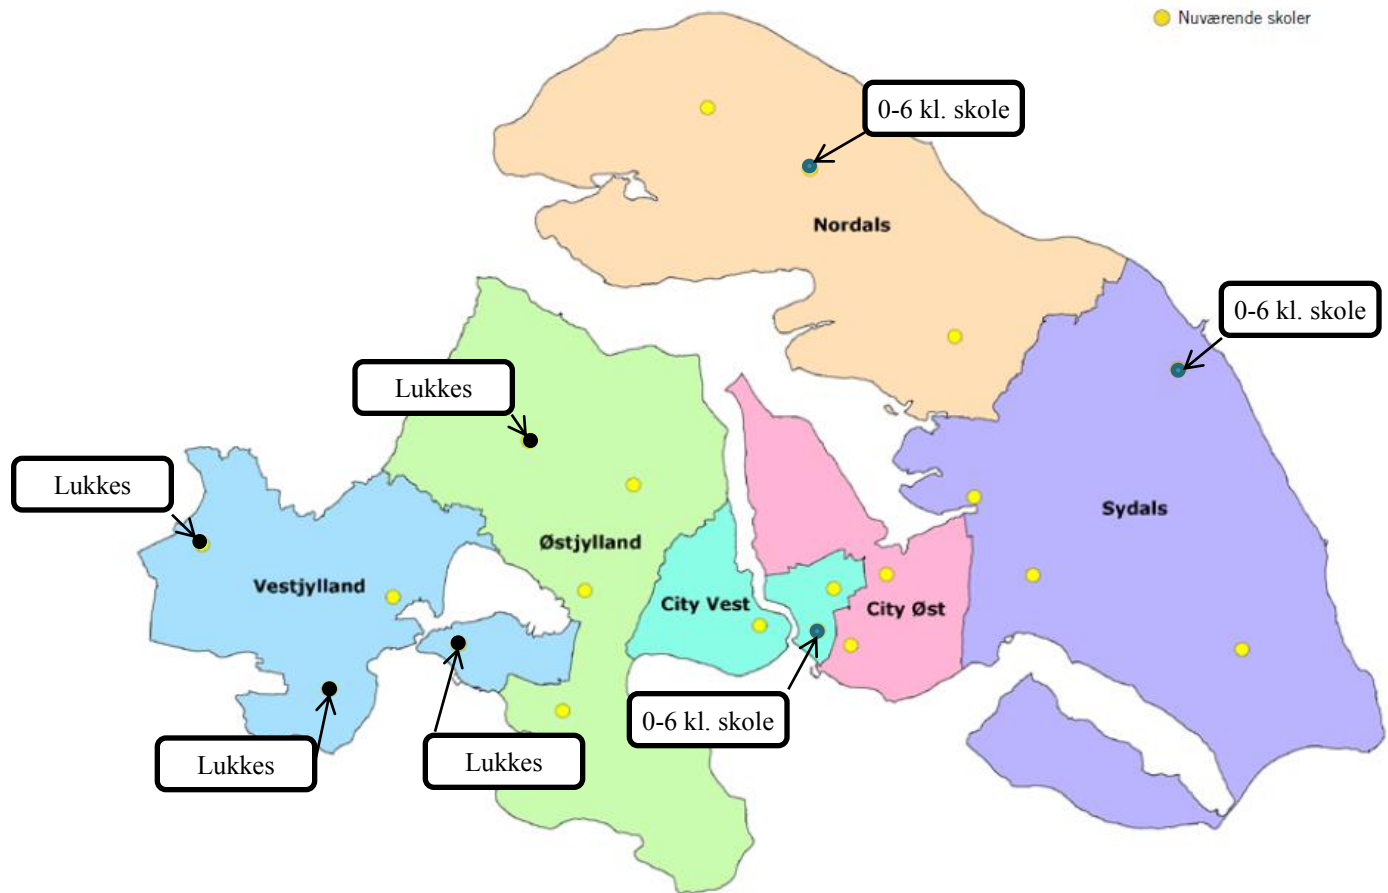 Nuværende skoler
0-6 kl. skole
Nordals
0-6 kl. skole
Lukkes
Lukkes
Sydals
Østjylland
Vestjylland
City Vest
City Øst
0-6 kl. skole
Lukkes
Lukkes